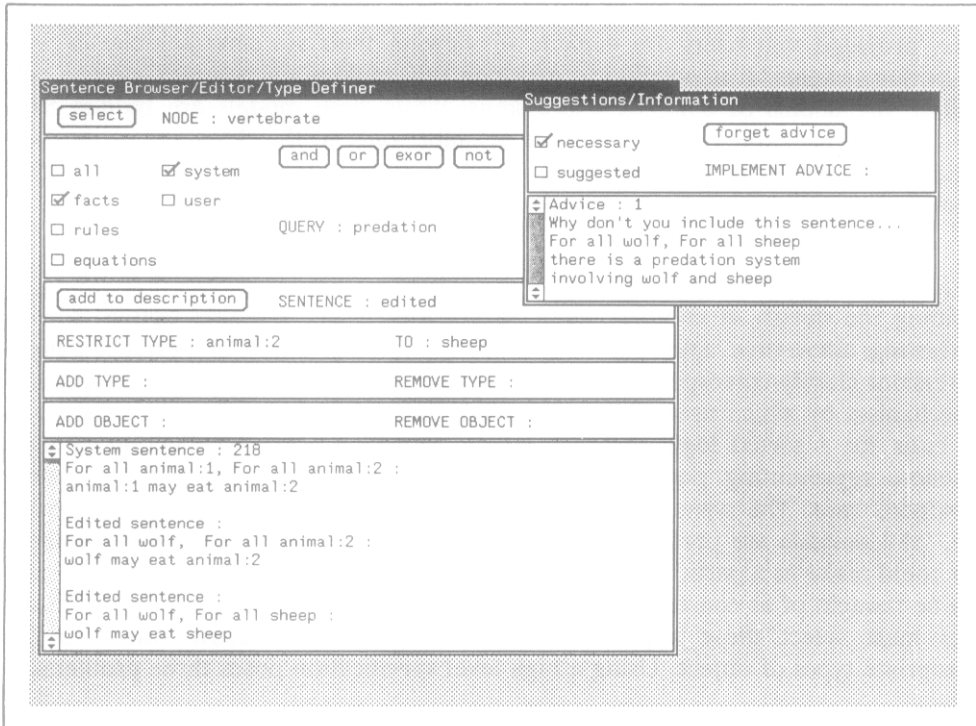 Sentence Browser/Editor/Type Definer
select NODE : vertebrate
and or exor not
all system
facts user
rules QUERY : predation
equations
add to description SENTENCE : edited
RESTRICT TYPE : animal:2 TO : sheep
ADD TYPE : REMOVE TYPE :
ADD OBJECT : REMOVE OBJECT :
System sentence : 218
For all animal:1, For all animal:2 :
animal:1 may eat animal:2
Edited sentence :
For all wolf, For all animal:2 :
wolf may eat animal:2
Edited sentence :
For all wolf, For all sheep :
wolf may eat sheep
Suggestions/Information
necessary forget advice
suggested IMPLEMENT ADVICE :
Advice : 1
Why don't you include this sentence...
For all wolf, For all sheep
there is a predation system
involving wolf and sheep